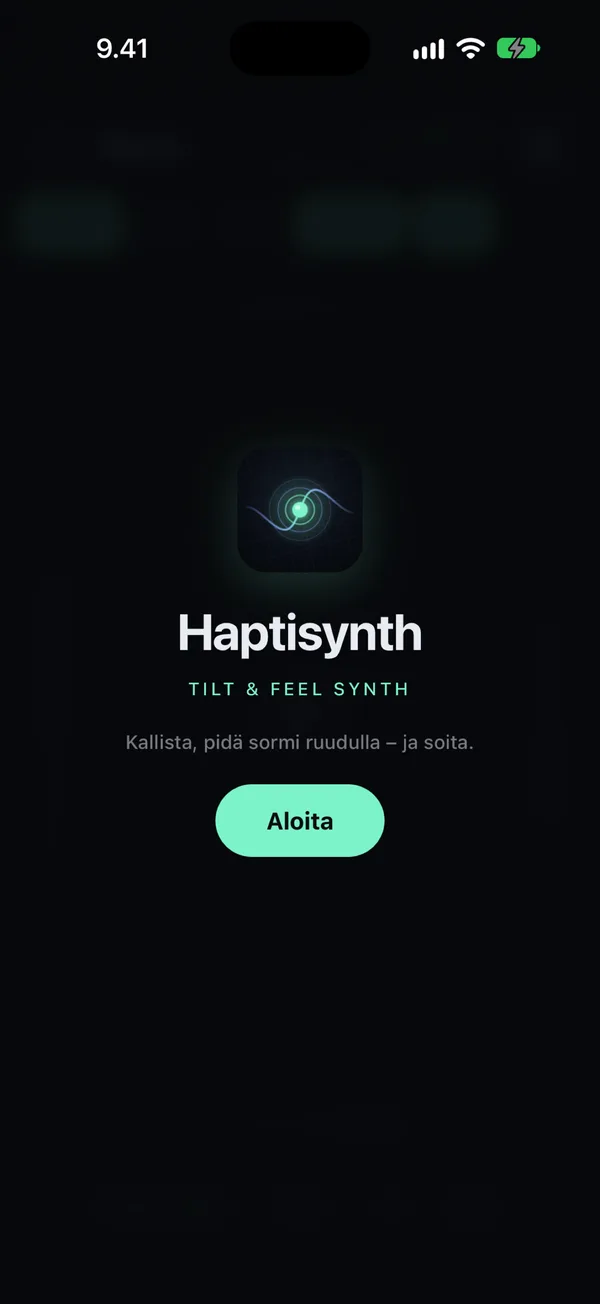 9.41
Haptisynth
TILT & FEEL SYNTH
Kallista, pidä sormi ruudulla – ja soita.
Aloita